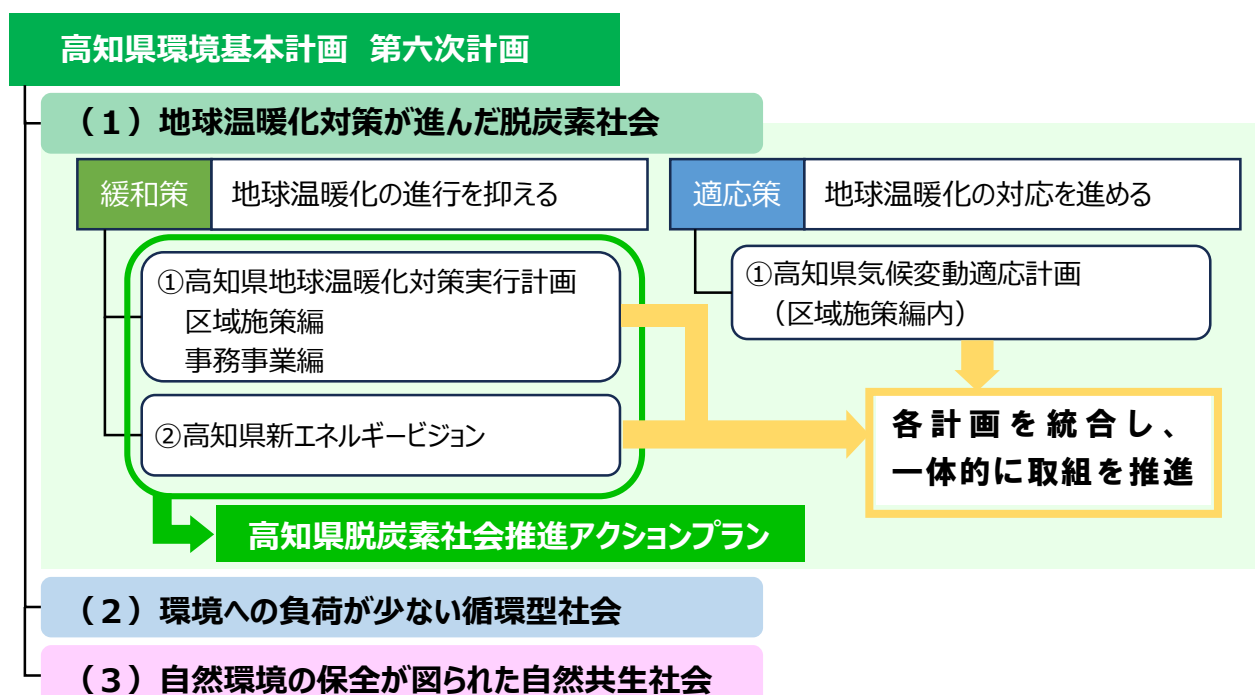 高知県環境基本計画 第六次計画
（１）地球温暖化対策が進んだ脱炭素社会
緩和策 地球温暖化の進行を抑える
①高知県地球温暖化対策実行計画
区域施策編
事務事業編
②高知県新エネルギービジョン
高知県脱炭素社会推進アクションプラン
適応策 地球温暖化の対応を進める
①高知県気候変動適応計画
（区域施策編内）
各計画を統合し、
一体的に取組を推進
（２）環境への負荷が少ない循環型社会
（３）自然環境の保全が図られた自然共生社会